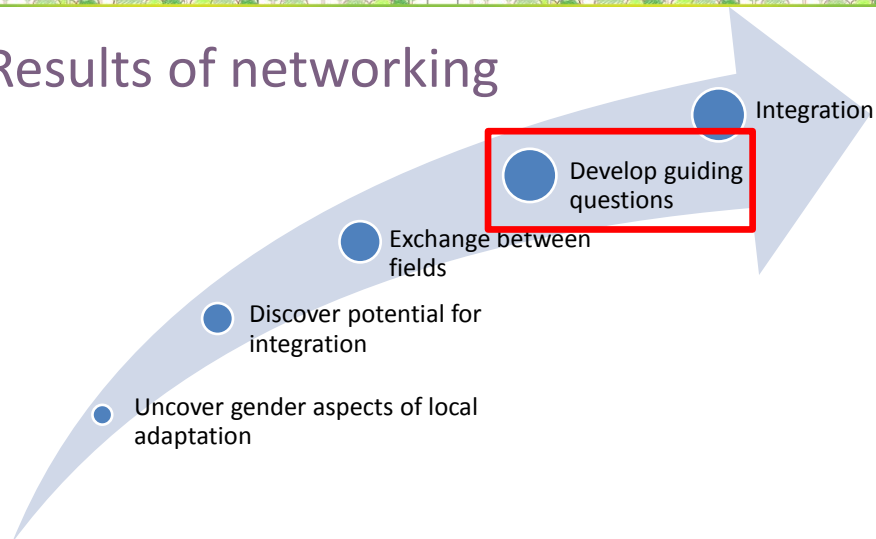 Results of networking
Integration
Develop guiding
questions
Exchange between
fields
Discover potential for
integration
Uncover gender aspects of local
adaptation